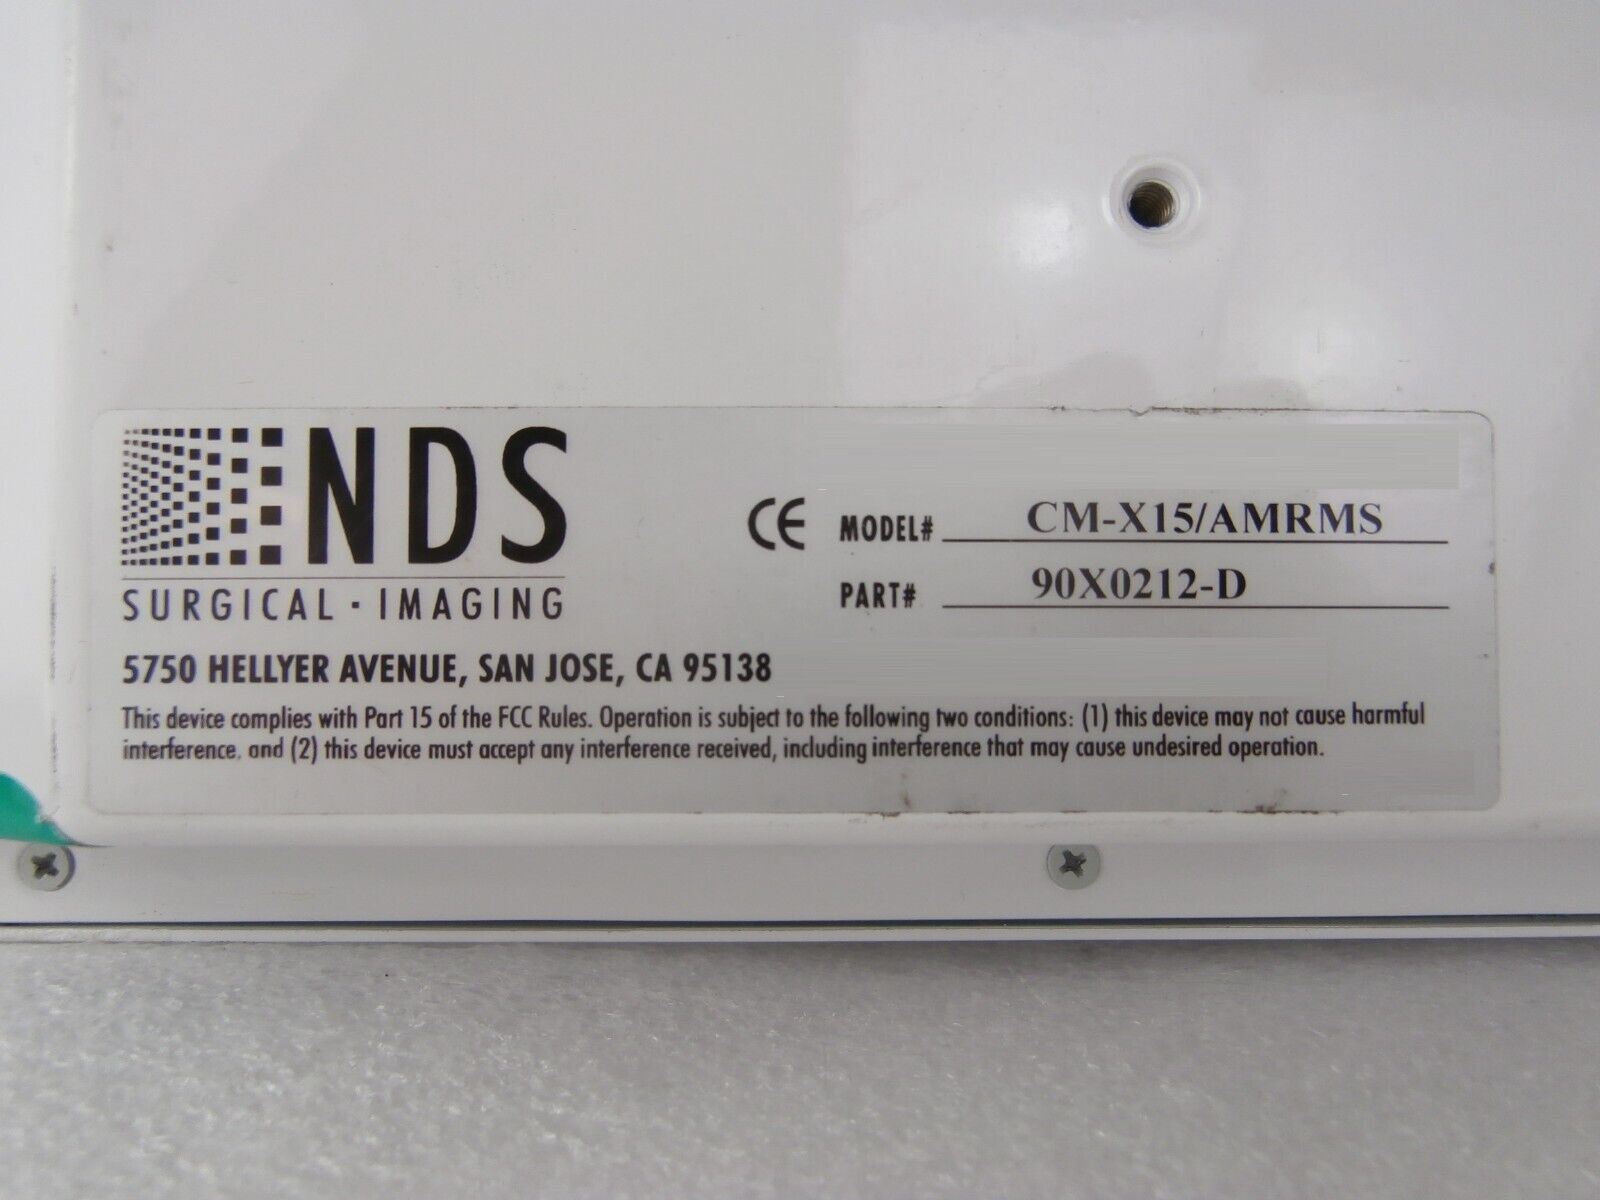 NDS
SURGICAL - IMAGING
CE MODEL# CM-X15/AMRMS
PART# 90X0212-D
5750 HELLYER AVENUE, SAN JOSE, CA 95138
This device complies with Part 15 of the FCC Rules. Operation is subject to the following two conditions: (1) this device may not cause harmful
interference, and (2) this device must accept any interference received, including interference that may cause undesired operation.